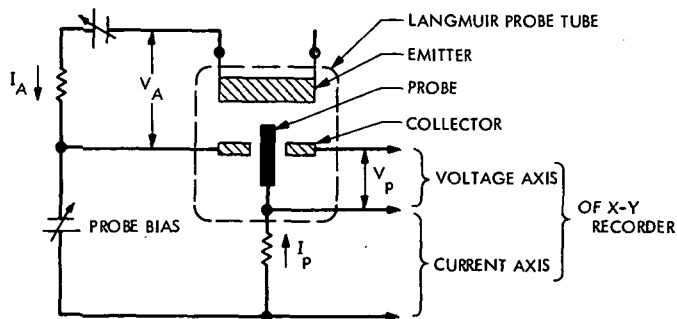 LANGMUIR PROBE TUBE
EMITTER
PROBE
COLLECTOR
I_A
V_A
V_p
VOLTAGE AXIS
OF X-Y
RECORDER
PROBE BIAS
I_p
CURRENT AXIS